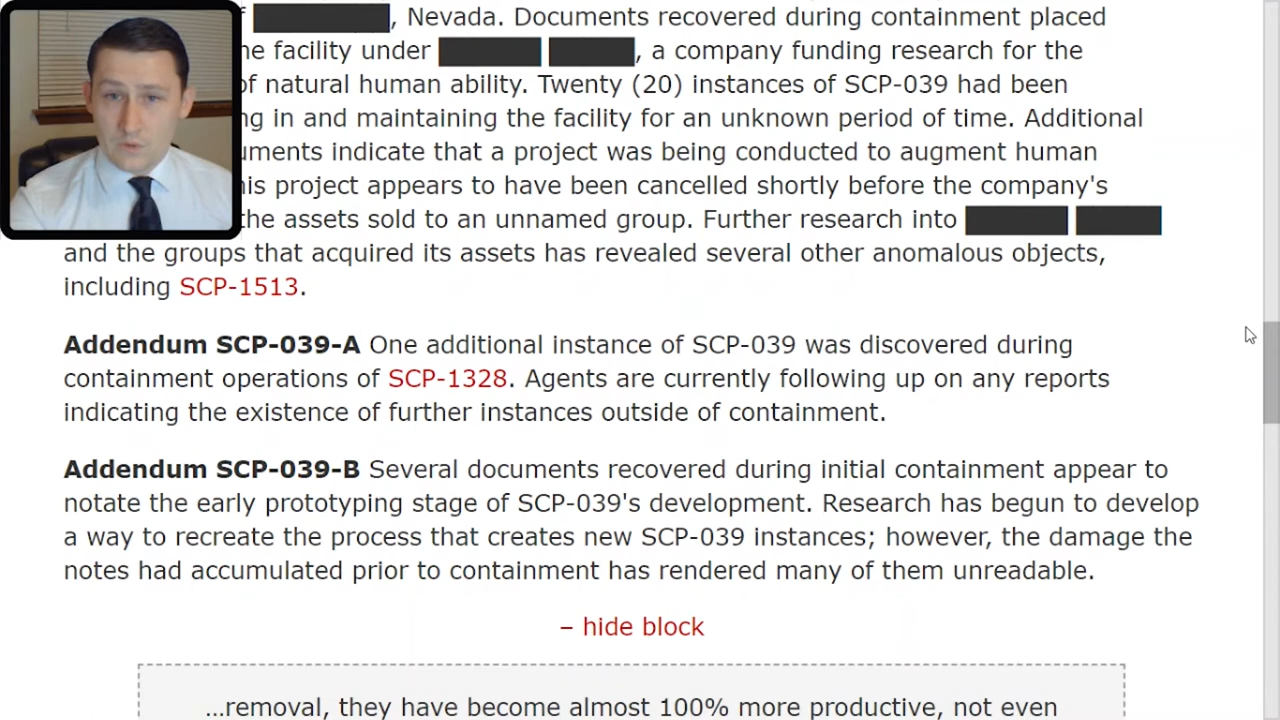 , Nevada. Documents recovered during containment placed
he facility under , a company funding research for the
of natural human ability. Twenty (20) instances of SCP-039 had been
ng in and maintaining the facility for an unknown period of time. Additional
uments indicate that a project was being conducted to augment human
is project appears to have been cancelled shortly before the company's
the assets sold to an unnamed group. Further research into
and the groups that acquired its assets has revealed several other anomalous objects,
including SCP-1513.
Addendum SCP-039-A One additional instance of SCP-039 was discovered during
containment operations of SCP-1328. Agents are currently following up on any reports
indicating the existence of further instances outside of containment.
Addendum SCP-039-B Several documents recovered during initial containment appear to
notate the early prototyping stage of SCP-039's development. Research has begun to develop
a way to recreate the process that creates new SCP-039 instances; however, the damage the
notes had accumulated prior to containment has rendered many of them unreadable.
– hide block
…removal, they have become almost 100% more productive, not even